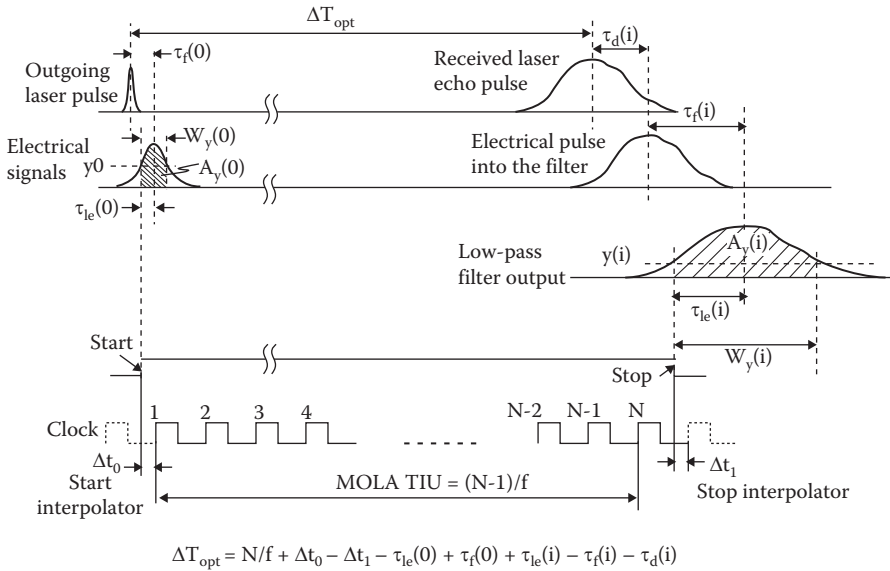 ΔT_opt
τ_f(0)
τ_d(i)
Outgoing
laser pulse
Received laser
echo pulse
τ_f(i)
W_y(0)
Electrical
signals
y0
A_y(0)
Electrical pulse
into the filter
τ_le(0)
Low-pass
filter output
y(i)
A_y(i)
τ_le(i)
W_y(i)
Start
Stop
Clock
1 2 3 4 N-2 N-1 N
Δt_0
Start
interpolator
MOLA TIU = (N-1)/f
Δt_1
Stop interpolator
ΔT_opt = N/f + Δt_0 – Δt_1 – τ_le(0) + τ_f(0) + τ_le(i) – τ_f(i) – τ_d(i)